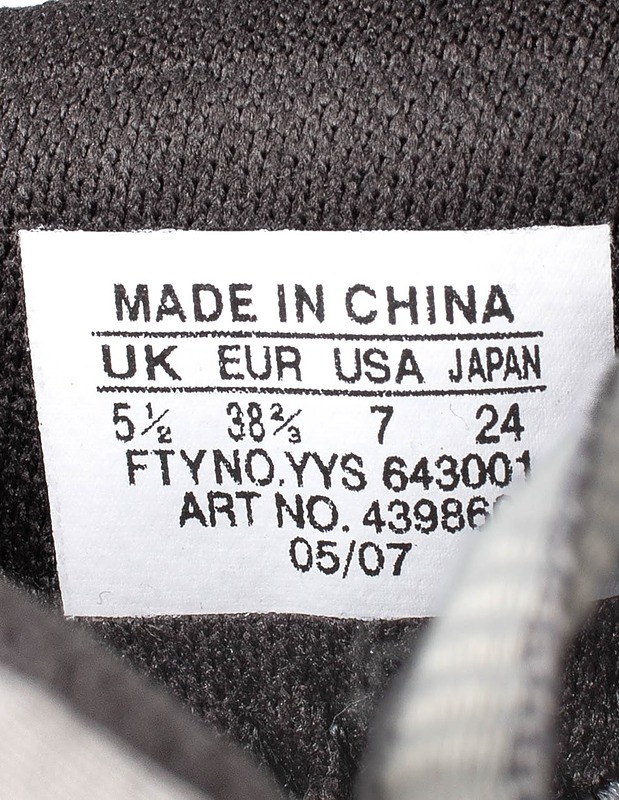 MADE IN CHINA
UK EUR USA JAPAN
5½ 38⅔ 7 24
FTYNO.YYS 643001
ART NO.
05/07